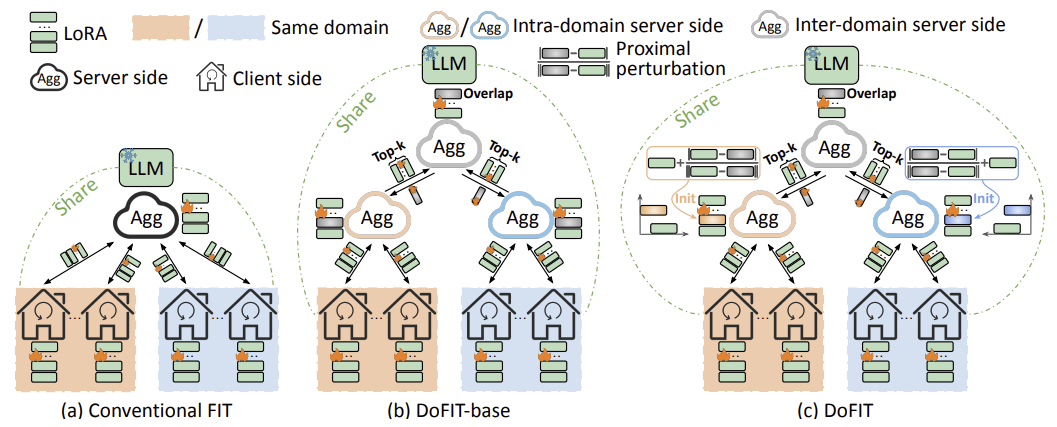 LoRA
Same domain
Agg / Agg Intra-domain server side
Agg Inter-domain server side
Agg Server side
Client side
Proximal
perturbation
Share
LLM
Agg
(a) Conventional FIT
Share
LLM
Overlap
Agg
Top-k
Top-k
Agg
Agg
(b) DoFIT-base
Share
LLM
Overlap
Agg
Top-k
Top-k
Init
Init
Agg
Agg
(c) DoFIT